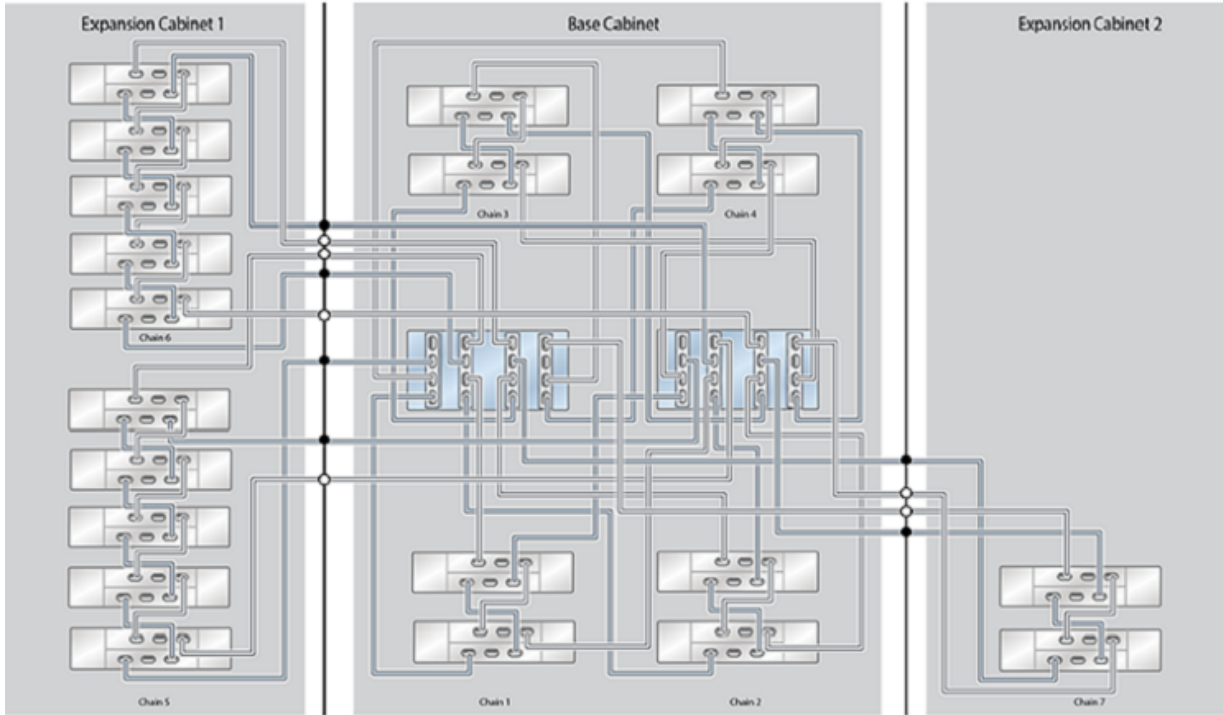 Expansion Cabinet 1
Base Cabinet
Expansion Cabinet 2
Chain 3
Chain 4
Chain 6
Chain 5
Chain 1
Chain 2
Chain 7